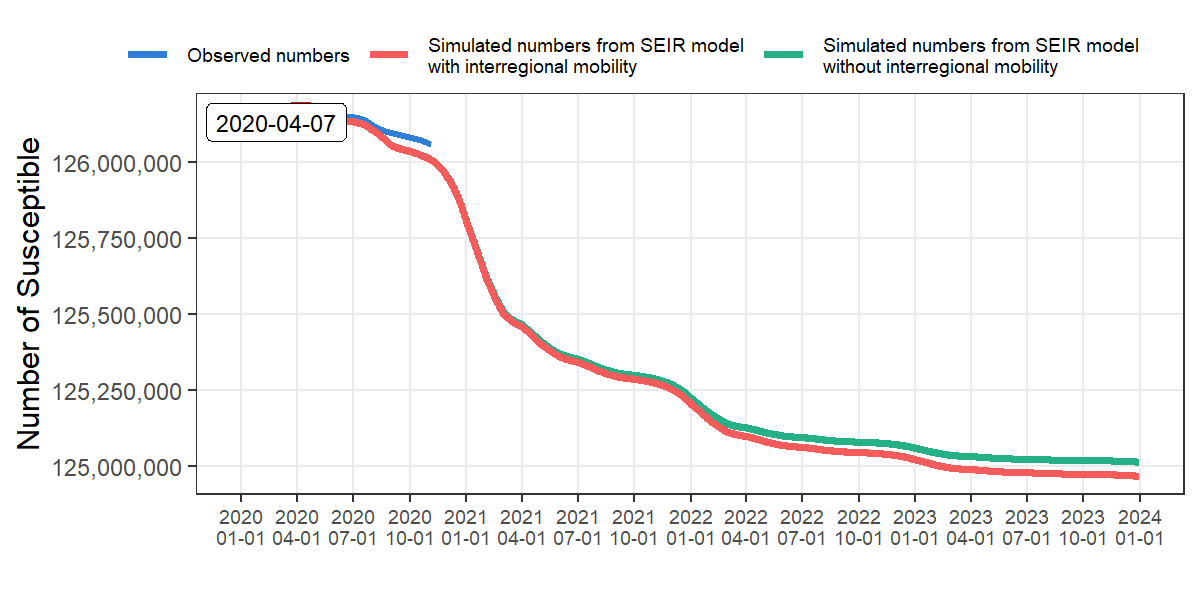 Observed numbers
Simulated numbers from SEIR model
with interregional mobility
Simulated numbers from SEIR model
without interregional mobility
2020-04-07
Number of Susceptible
126,000,000
125,750,000
125,500,000
125,250,000
125,000,000
2020 2020 2020 2020 2021 2021 2021 2021 2022 2022 2022 2022 2023 2023 2023 2023 2024
01-01 04-01 07-01 10-01 01-01 04-01 07-01 10-01 01-01 04-01 07-01 10-01 01-01 04-01 07-01 10-01 01-01